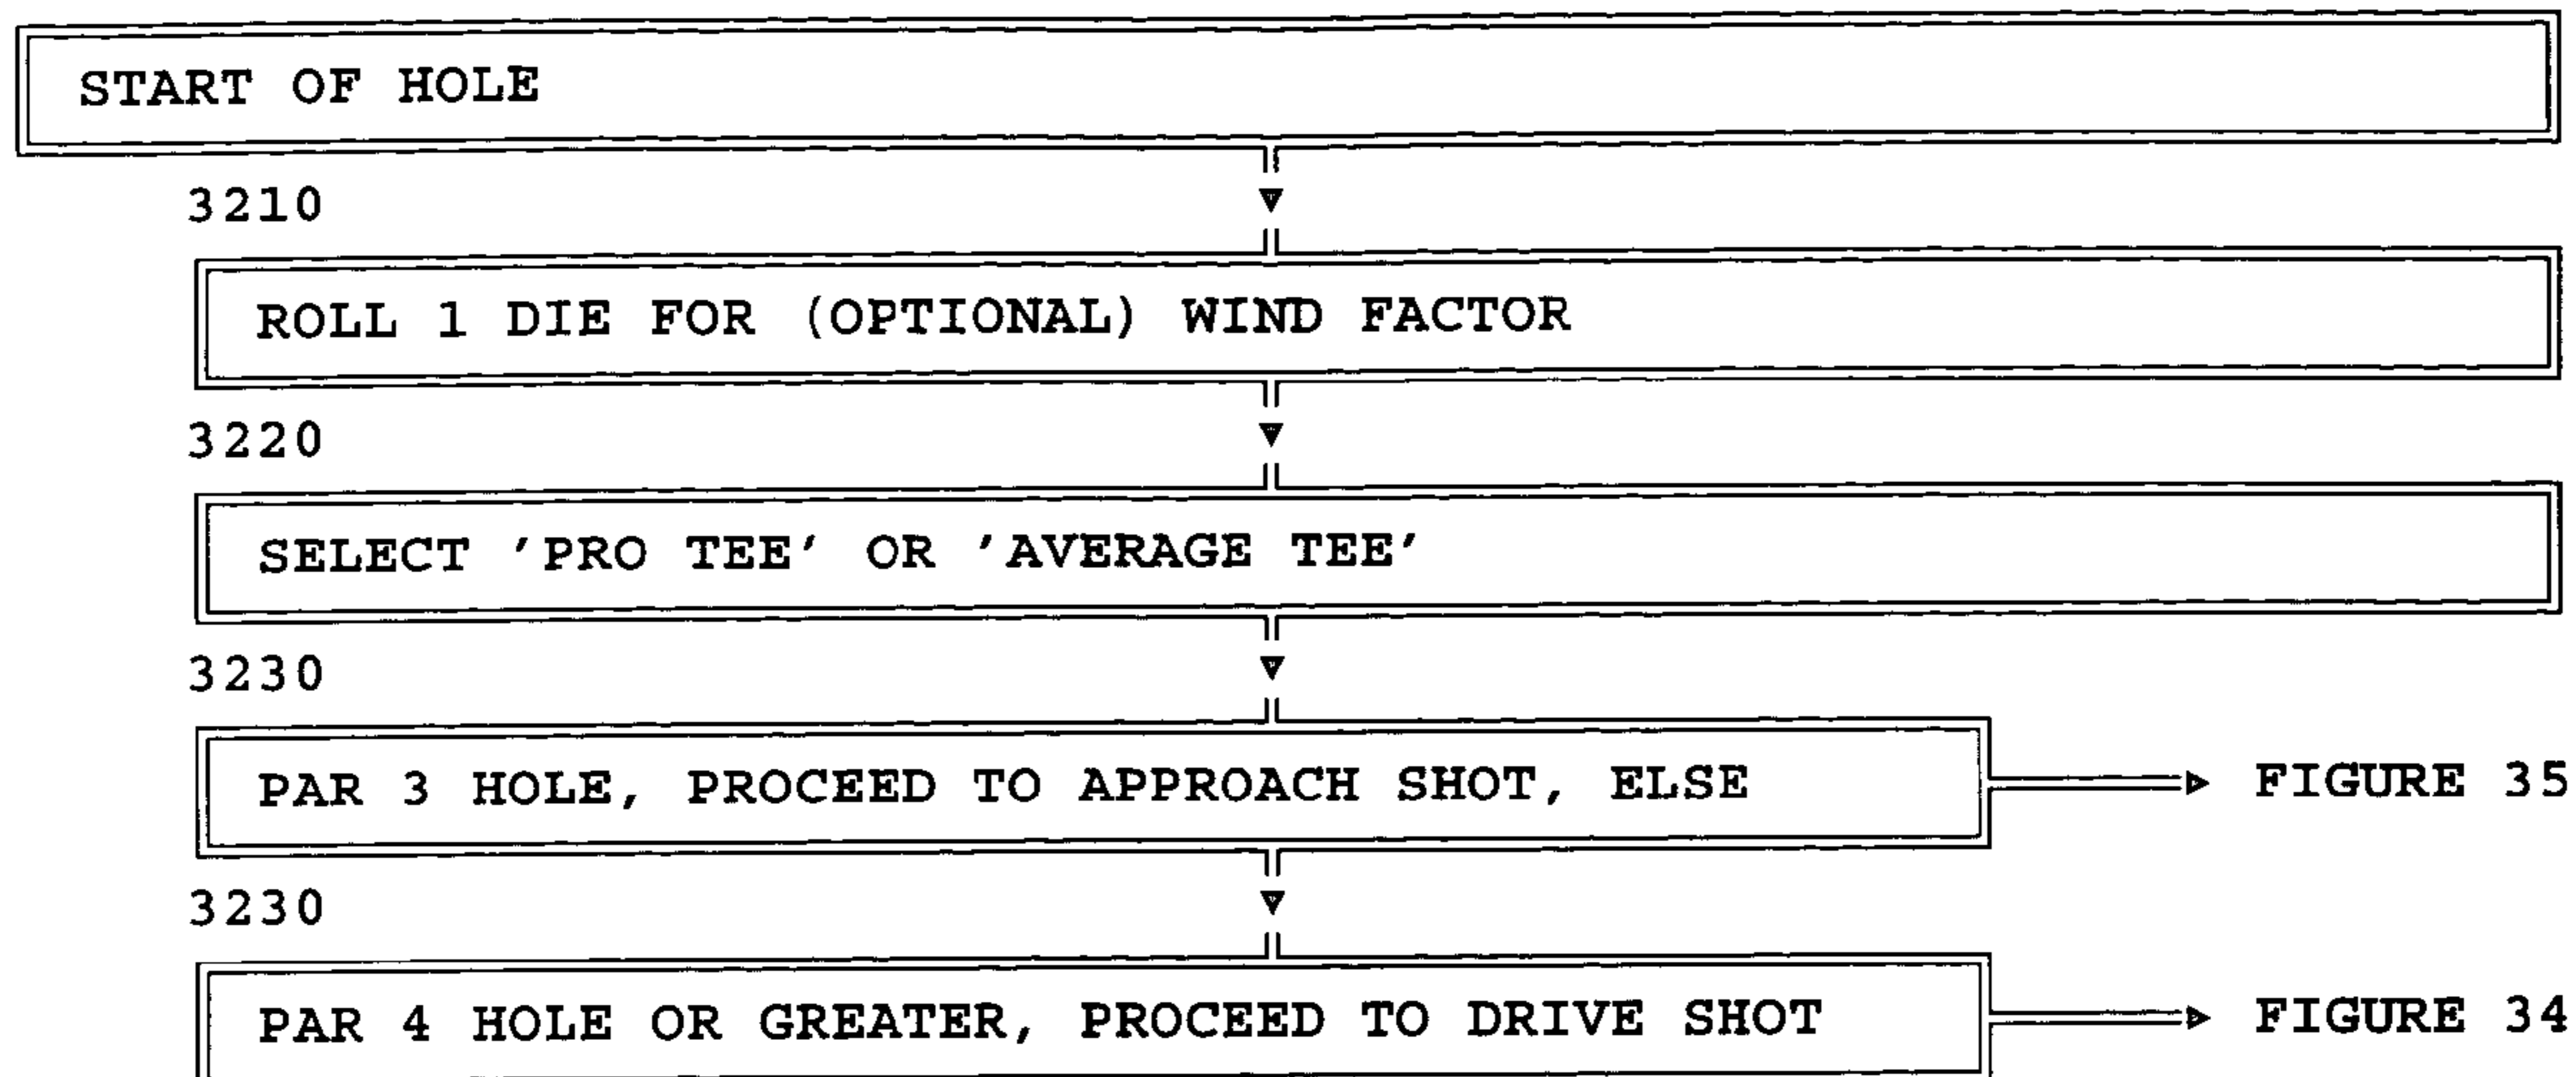 START OF HOLE
3210
ROLL 1 DIE FOR (OPTIONAL) WIND FACTOR
3220
SELECT 'PRO TEE' OR 'AVERAGE TEE'
3230
PAR 3 HOLE, PROCEED TO APPROACH SHOT, ELSE FIGURE 35
3230
PAR 4 HOLE OR GREATER, PROCEED TO DRIVE SHOT FIGURE 34